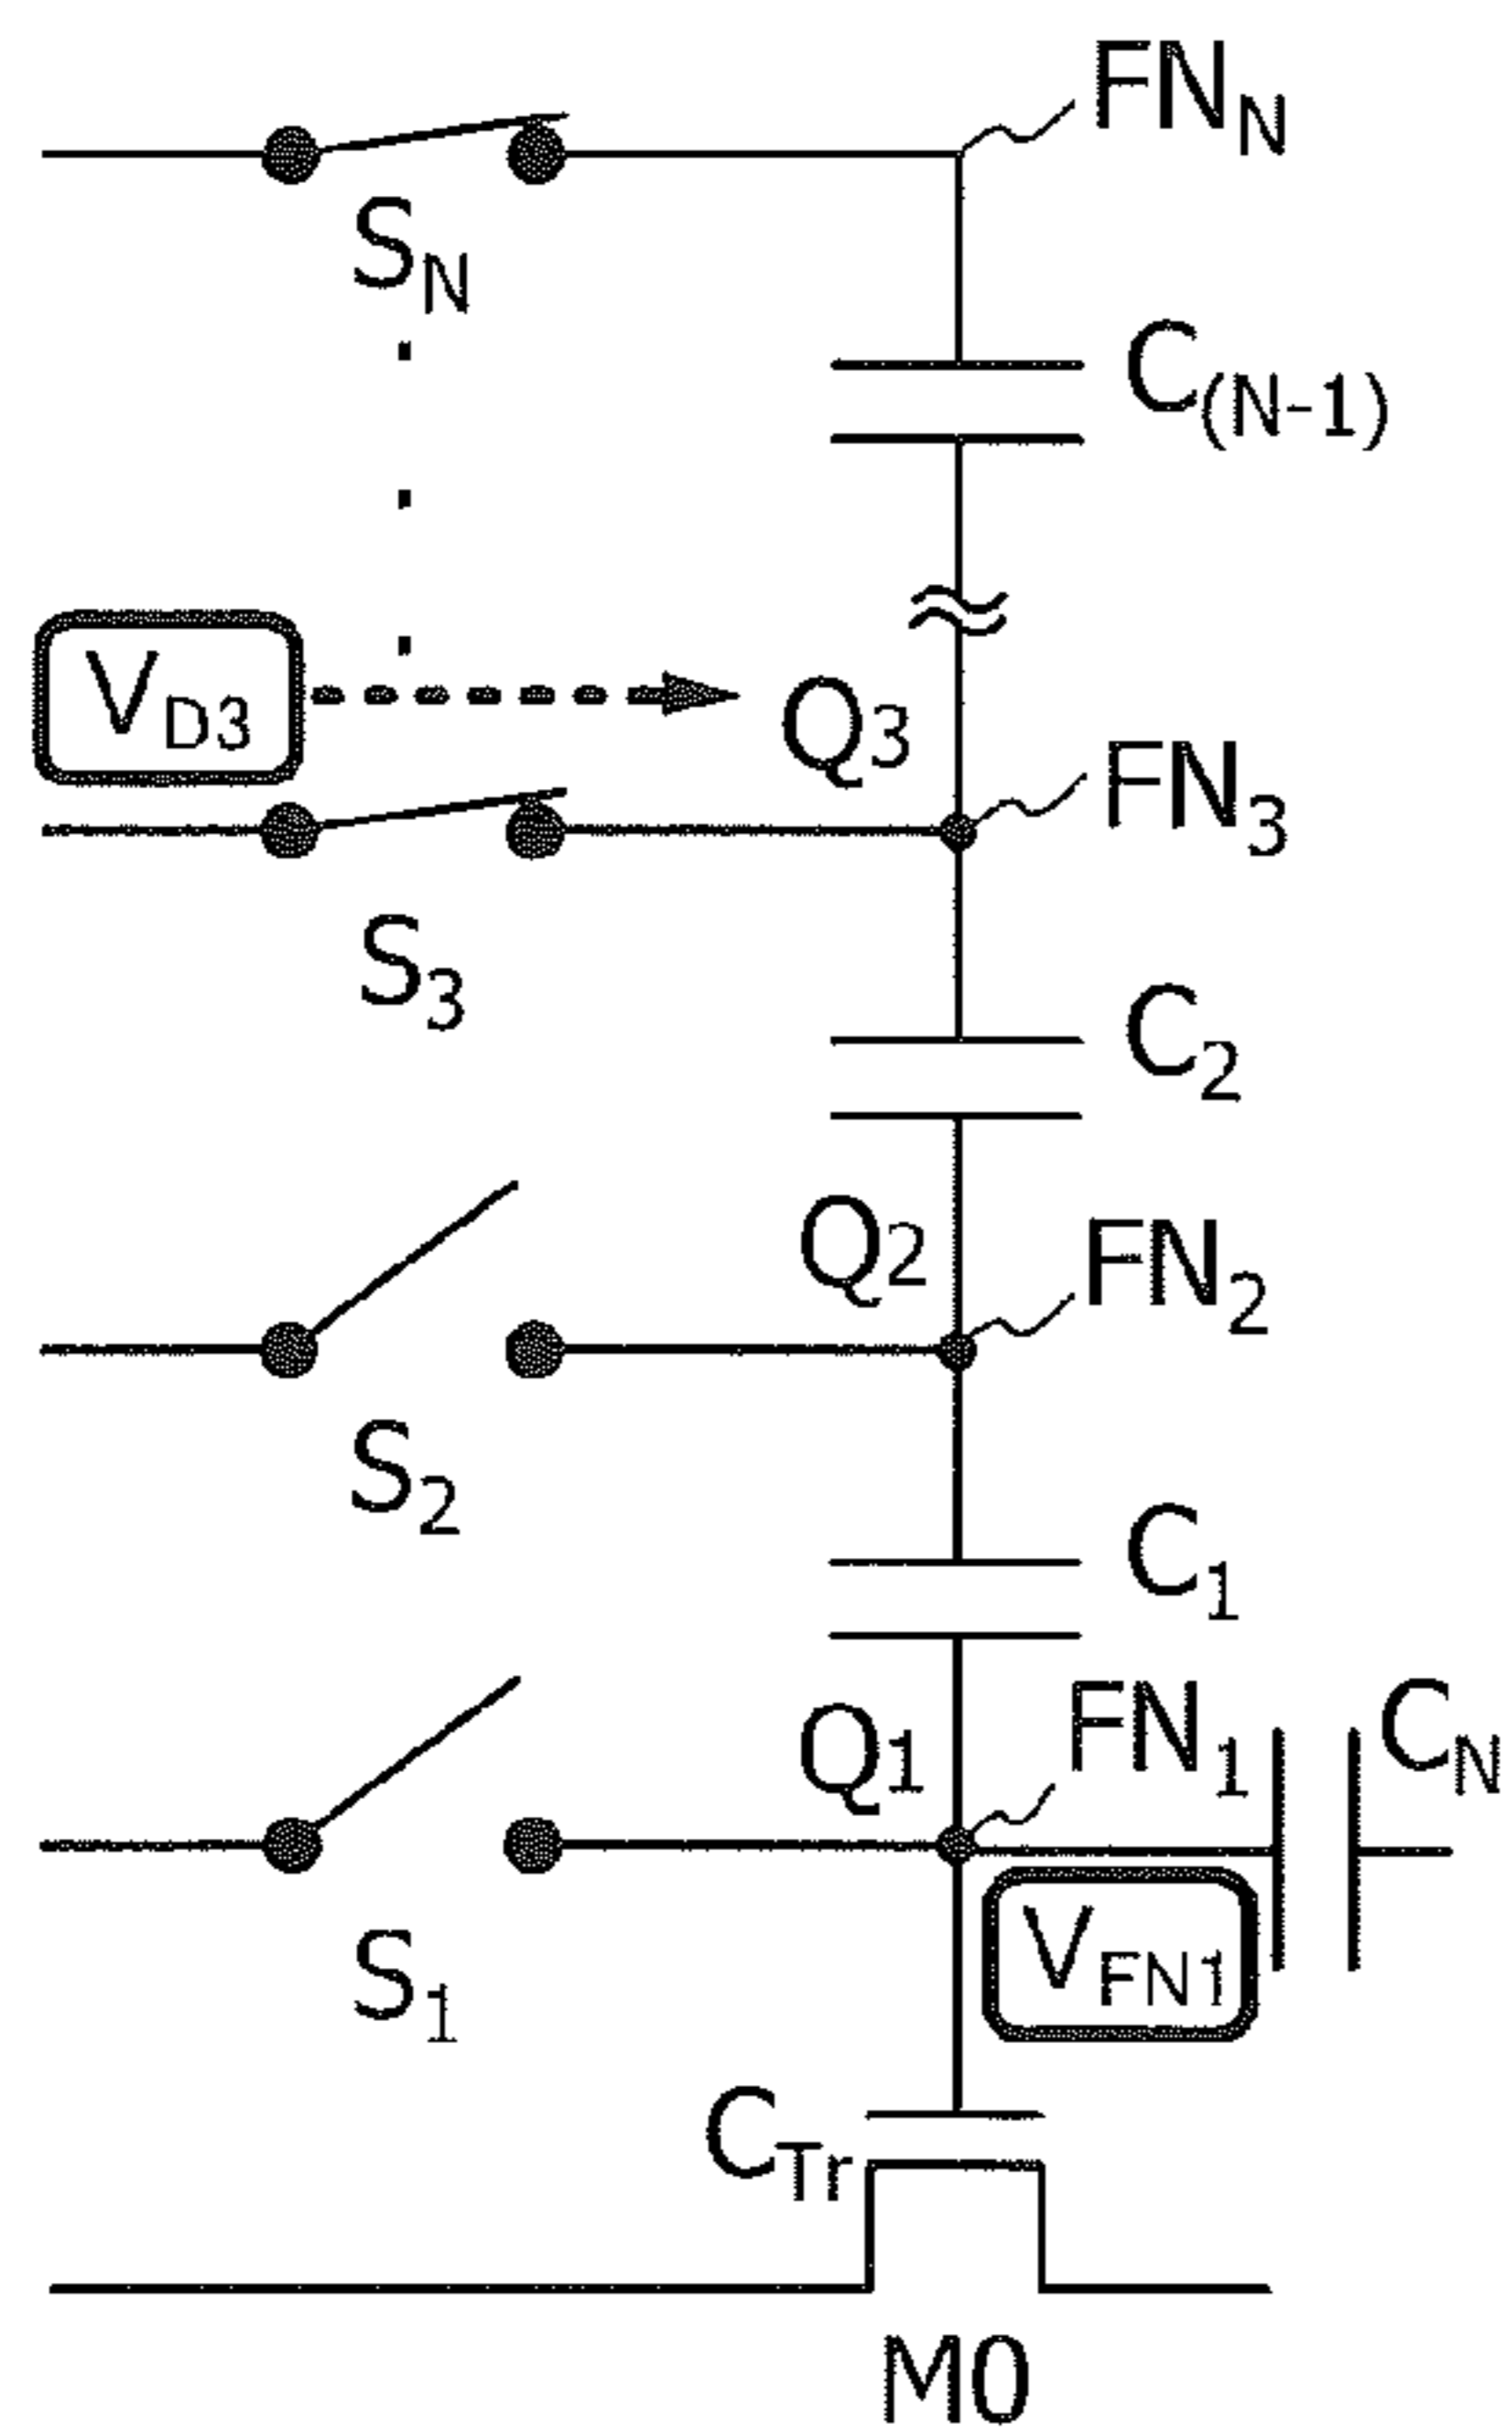 FN_N
S_N
C_(N-1)
V_D3
Q3
FN_3
S_3
C_2
Q2
FN_2
S_2
C_1
Q1
FN_1
C_N
V_FN1
S_1
C_Tr
M0